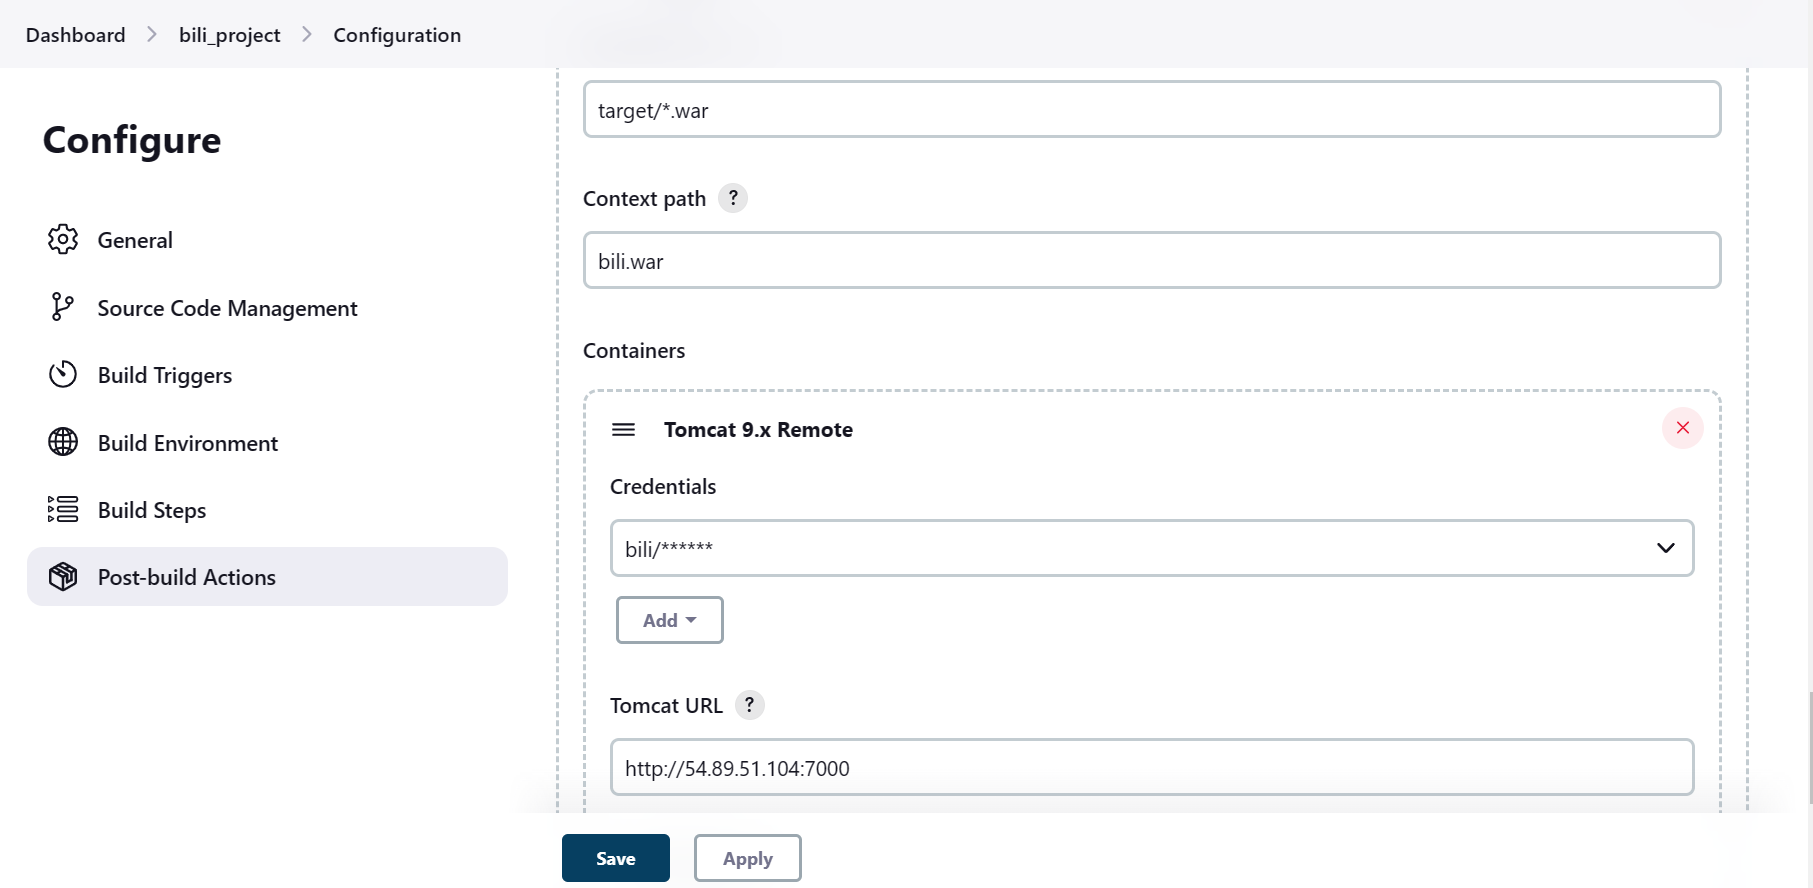 Dashboard > bili_project > Configuration
Configure
General
Source Code Management
Build Triggers
Build Environment
Build Steps
Post-build Actions
target/*.war
Context path ?
bili.war
Containers
Tomcat 9.x Remote
Credentials
bili/******
Add
Tomcat URL ?
http://54.89.51.104:7000
Save Apply